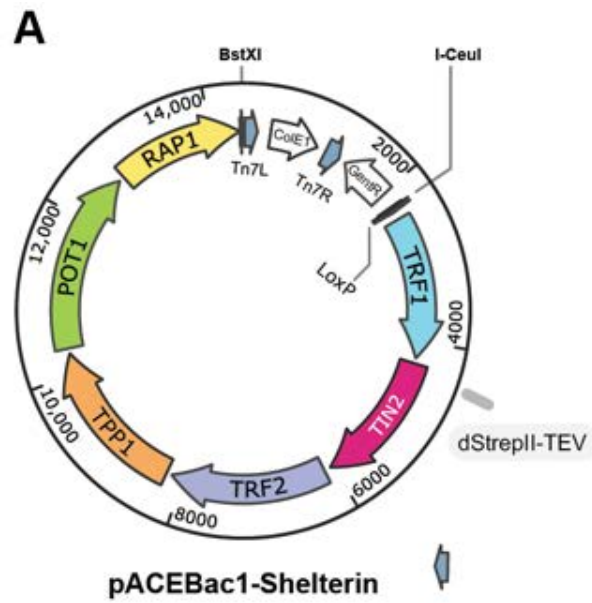 A
BstXI
I-CeuI
14,000
RAP1
Tn7L
ColE1
Tn7R
GentR
2000
LoxP
12,000
POT1
TRF1
4000
10,000
TPP1
TIN2
dStrepII-TEV
TRF2
6000
8000
pACEBac1-Shelterin